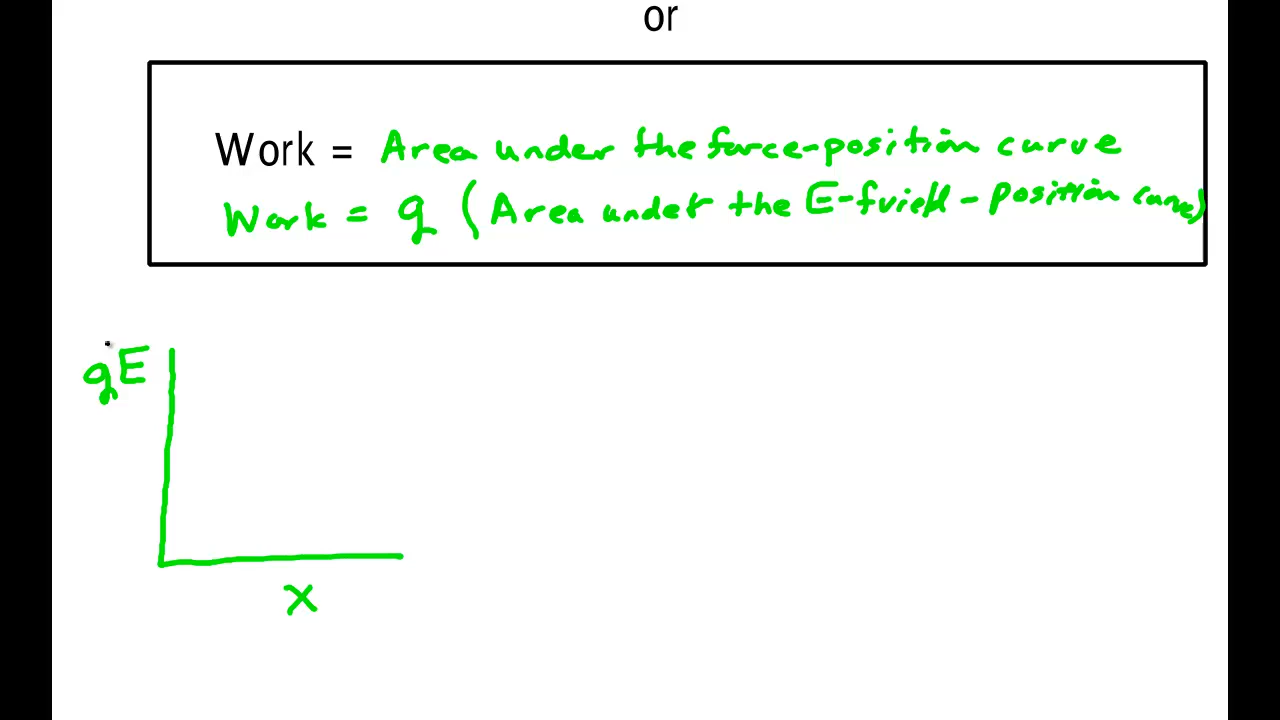 or
Work = Area under the force-position curve
Work = q (Area under the E-field - position curve)
qE
x